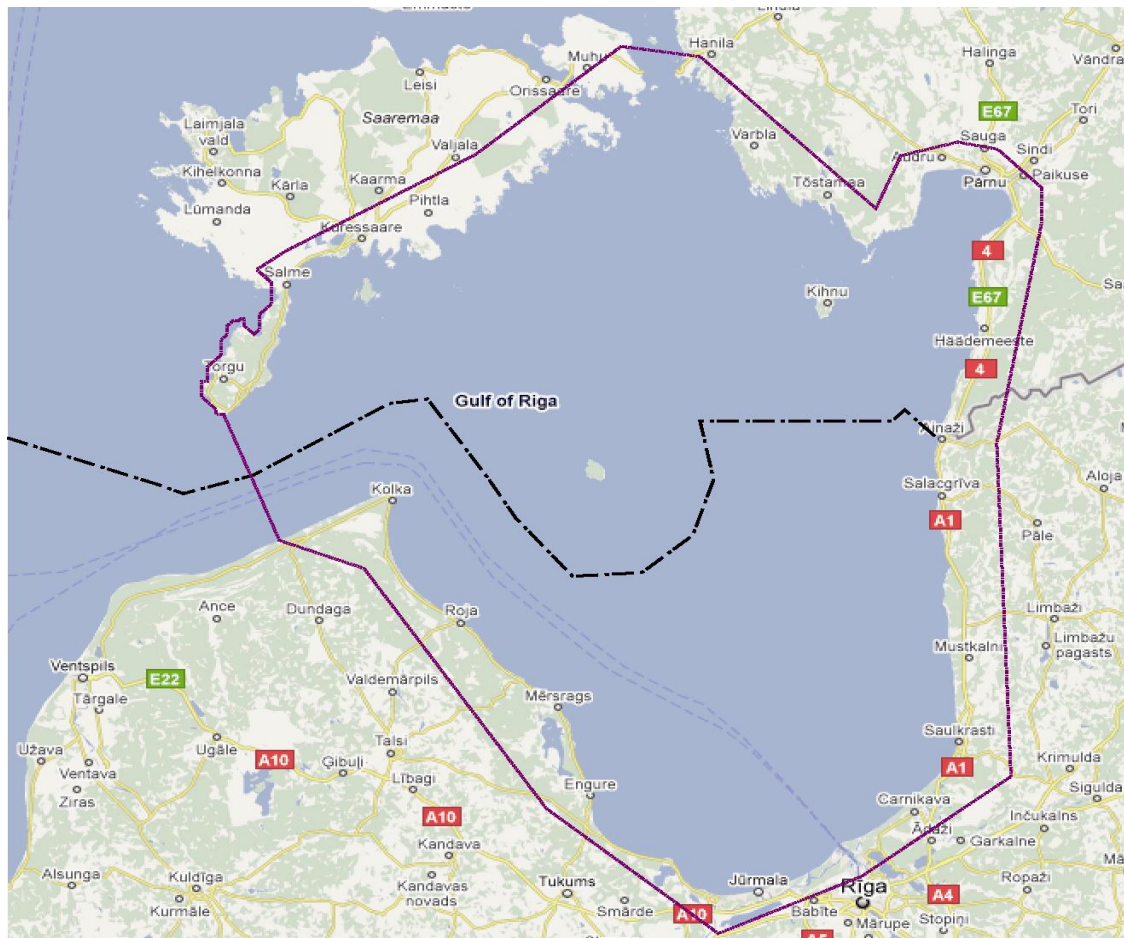 Lihula
Hanila
Halinga
Vändra
Muhu
Leisi
Orissaare
E67
Tori
Laimjala
vald
Saaremaa
Varbla
Sauga
Sindi
Valjala
Audru
Kihelkonna
Kärla
Kaarma
Pärnu
Paikuse
Tõstamaa
Lümanda
Pihtla
Kuressaare
4
Salme
Kihnu
E67
Häädemeeste
Torgu
4
Gulf of Riga
Ainaži
Kolka
Salacgrīva
Aloja
A1
Pāle
Ance
Dundaga
Roja
Limbaži
Mustkalni
Limbažu
pagasts
Ventspils
E22
Valdemārpils
Tārgale
Mērsrags
Užava
Ugāle
Talsi
Saulkrasti
Ventava
A10
Ģibuļi
A1
Krimulda
Ziras
Lībagi
Engure
Sigulda
A10
Carnikava
Inčukalns
Ādaži
Garkalne
Kandava
Alsunga
Kuldīga
Kandavas
novads
Tukums
Jūrmala
Rīga
A4
Ropaži
Kurmāle
Smārde
A10
Babīte
Mārupe
Stopiņi
A5